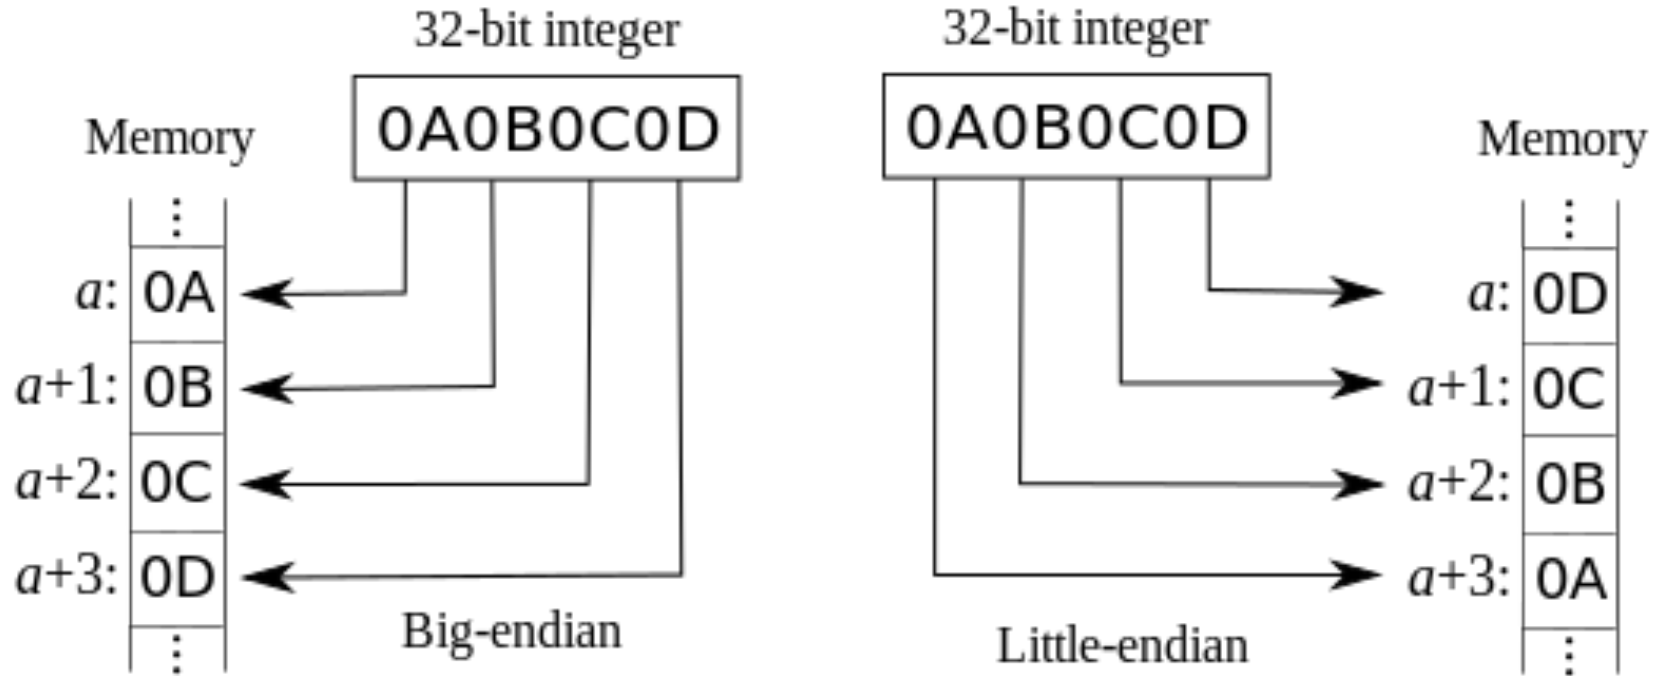 32-bit integer
0A0B0C0D
Memory
⋮
a: 0A
a+1: 0B
a+2: 0C
a+3: 0D
⋮
Big-endian
32-bit integer
0A0B0C0D
Memory
⋮
a: 0D
a+1: 0C
a+2: 0B
a+3: 0A
⋮
Little-endian